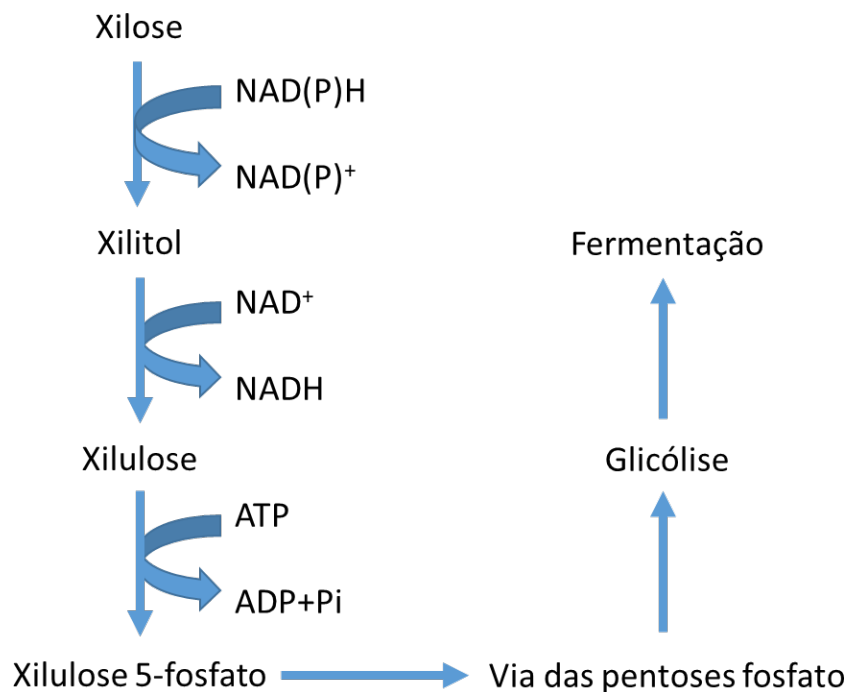 Xilose
NAD(P)H
NAD(P)⁺
Xilitol
Fermentação
NAD⁺
NADH
Xilulose
Glicólise
ATP
ADP+Pi
Xilulose 5-fosfato
Via das pentoses fosfato